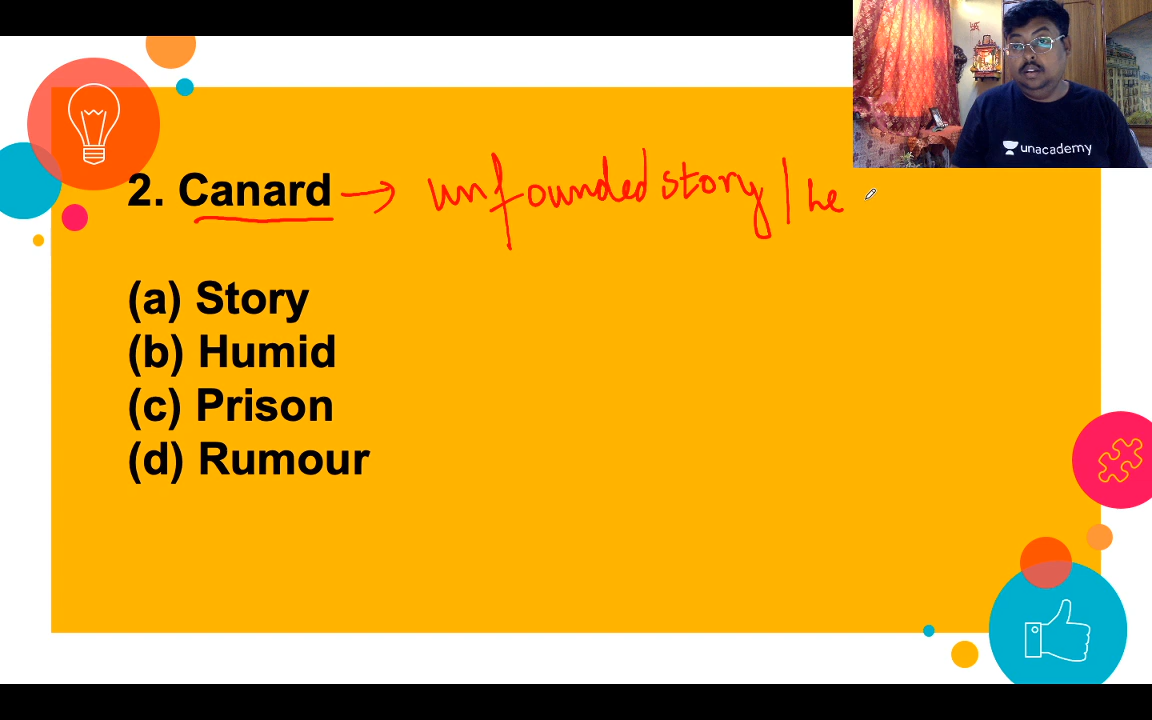 unacademy
2. Canard → unfounded story / he
(a) Story
(b) Humid
(c) Prison
(d) Rumour